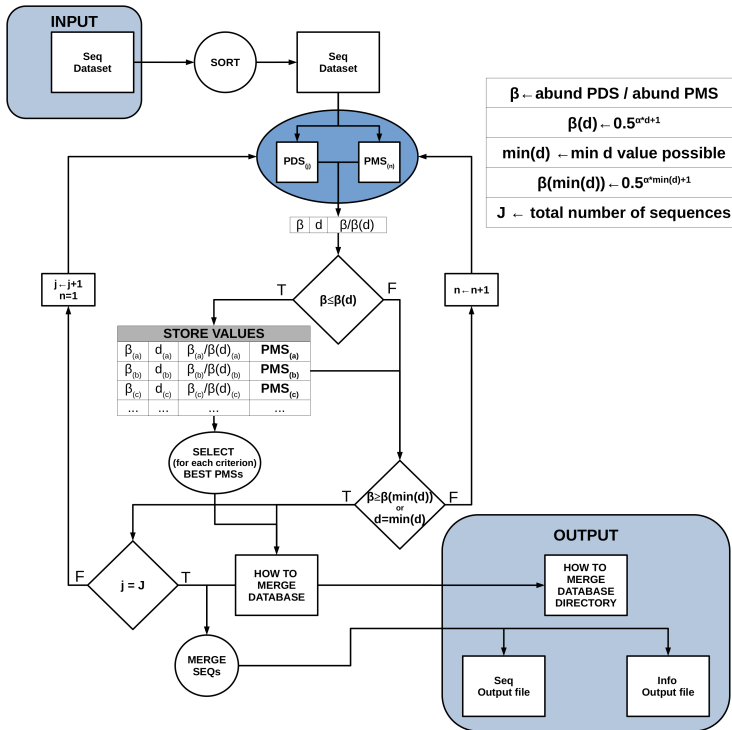 INPUT
Seq
Dataset
SORT
Seq
Dataset
β←abund PDS / abund PMS
β(d)←0.5^α*d+1
min(d) ←min d value possible
β(min(d))←0.5^α*min(d)+1
J ← total number of sequences
PDS(j)
PMS(n)
β d β/β(d)
j←j+1
n=1
n←n+1
T
F
β≤β(d)
STORE VALUES
β(a) d(a) β(a)/β(d)(a) PMS(a)
β(b) d(b) β(b)/β(d)(b) PMS(b)
β(c) d(c) β(c)/β(d)(c) PMS(c)
... ... ... ...
SELECT
(for each criterion)
BEST PMSs
T
F
β≥β(min(d))
or
d=min(d)
F
T
j = J
HOW TO
MERGE
DATABASE
MERGE
SEQs
OUTPUT
HOW TO
MERGE
DATABASE
DIRECTORY
Seq
Output file
Info
Output file